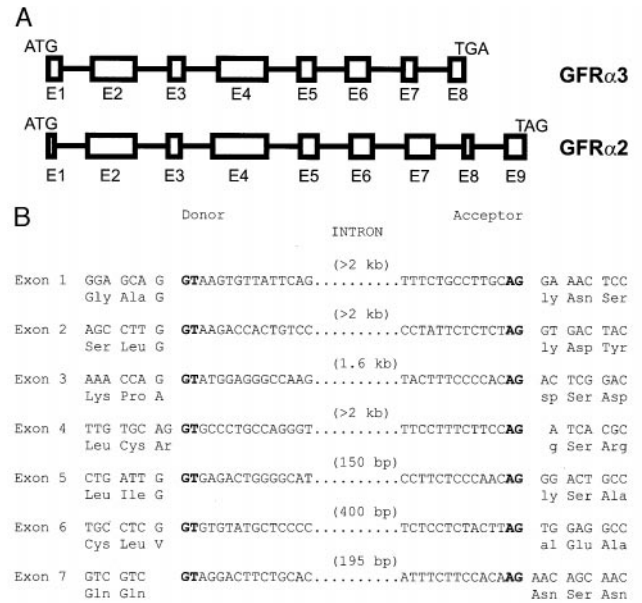 A
ATG TGA
GFRα3
E1 E2 E3 E4 E5 E6 E7 E8
ATG TAG
GFRα2
E1 E2 E3 E4 E5 E6 E7 E8 E9
B
Donor Acceptor
INTRON
(>2 kb)
Exon 1 GGA GCA G GTAAGTGTTATTCAG..........TTTCTGCCTTGCAG GA AAC TCC
Gly Ala G ly Asn Ser
(>2 kb)
Exon 2 AGC CTT G GTAAGACCACTGTCC..........CCTATTCTCTCTAG GT GAC TAC
Ser Leu G ly Asp Tyr
(1.6 kb)
Exon 3 AAA CCA G GTATGGAGGGCCAAG..........TACTTTCCCCACAG AC TCG GAC
Lys Pro A sp Ser Asp
(>2 kb)
Exon 4 TTG TGC AG GTGCCCTGCCAGGGT..........TTCCTTTCTTCCAG A TCA CGC
Leu Cys Ar g Ser Arg
(150 bp)
Exon 5 CTG ATT G GTGAGACTGGGGCAT..........CCTTCTCCCAACAG GG ACT GCC
Leu Ile G ly Ser Ala
(400 bp)
Exon 6 TGC CTC G GTGTGTATGCTCCCC..........TCTCCTCTACTTAG TG GAG GCC
Cys Leu V al Glu Ala
(195 bp)
Exon 7 GTC GTC GTAGGACTTCTGCAC..........ATTTCTTCCACAAG AAC AGC AAC
Gln Gln Asn Ser Asn